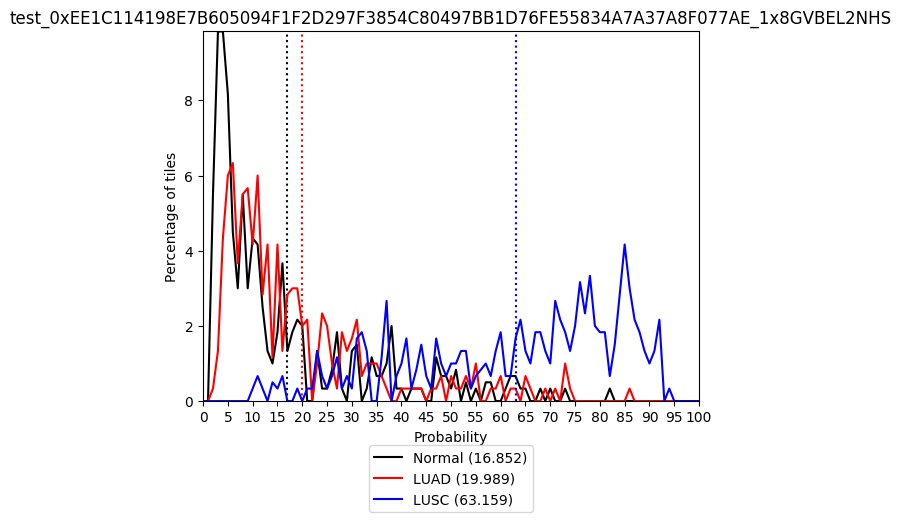 test_0xEE1C114198E7B605094F1F2D297F3854C80497BB1D76FE55834A7A37A8F077AE_1x8GVBEL2NHS
8
6
4
2
0
Percentage of tiles
0 5 10 15 20 25 30 35 40 45 50 55 60 65 70 75 80 85 90 95 100
Probability
Normal (16.852)
LUAD (19.989)
LUSC (63.159)